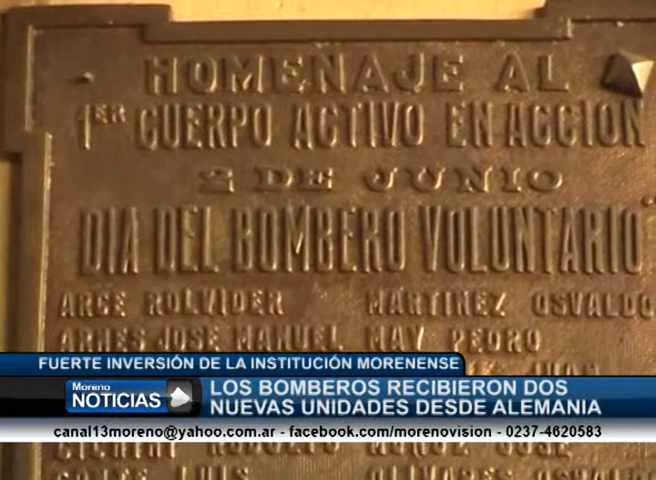 HOMENAJE AL
1ER CUERPO ACTIVO EN ACCION
2 DE JUNIO
DIA DEL BOMBERO VOLUNTARIO
ARCE ROLVIDER MARTINEZ OSVALDO
JOSE MANUEL MAY PEDRO
FUERTE INVERSIÓN DE LA INSTITUCIÓN MORENENSE
Moreno
NOTICIAS
LOS BOMBEROS RECIBIERON DOS
NUEVAS UNIDADES DESDE ALEMANIA
canal13moreno@yahoo.com.ar - facebook.com/morenovision - 0237-4620583
LUIS OLIVARES